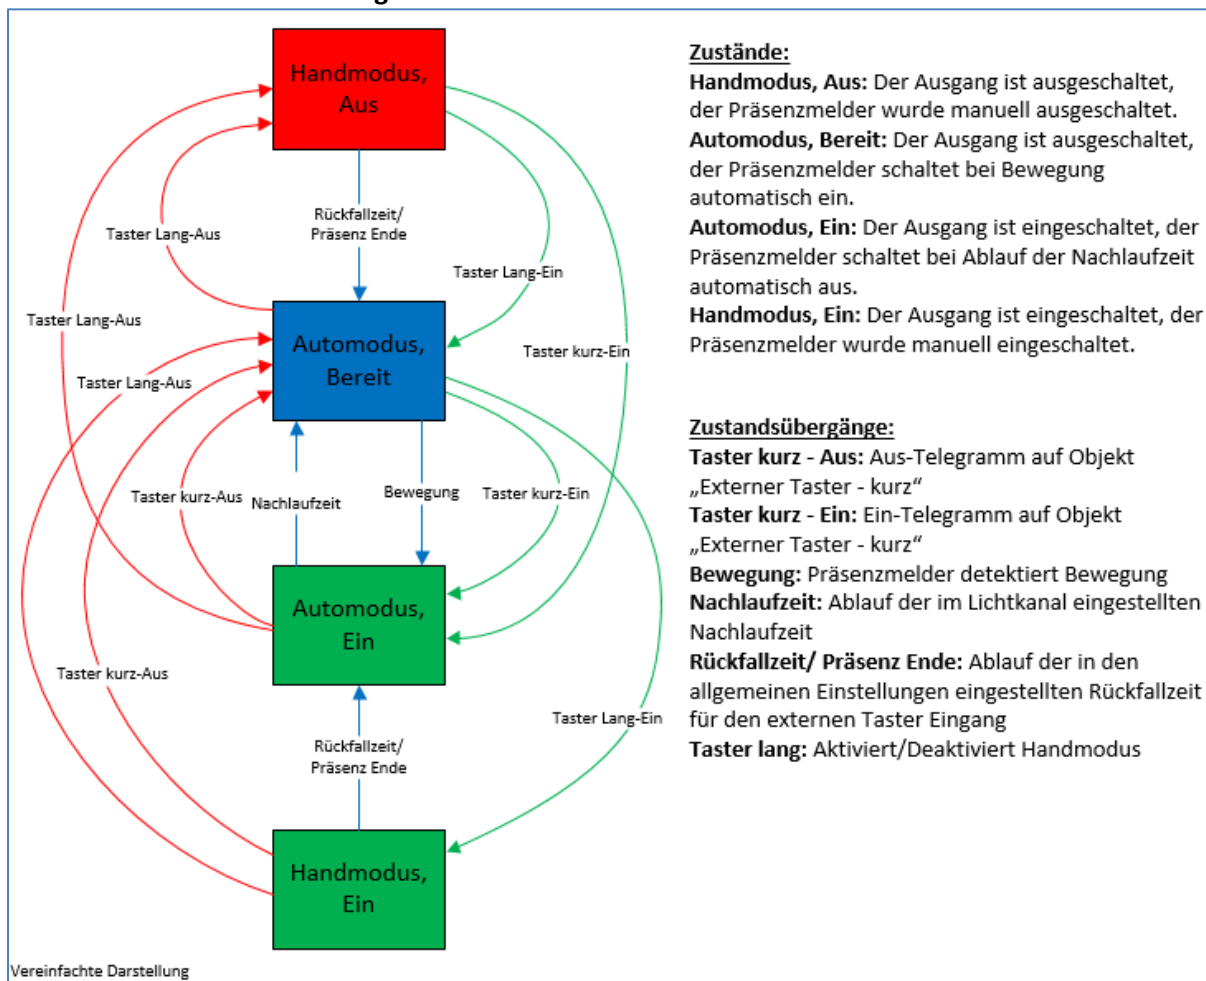 Handmodus,
Aus
Rückfallzeit/
Präsenz Ende
Taster Lang-Aus
Taster Lang-Ein
Taster Lang-Aus
Taster kurz-Ein
Automodus,
Bereit
Taster Lang-Aus
Taster kurz-Aus
Nachlaufzeit
Bewegung
Taster kurz-Ein
Automodus,
Ein
Taster kurz-Aus
Taster Lang-Ein
Rückfallzeit/
Präsenz Ende
Handmodus,
Ein
Vereinfachte Darstellung
Zustände:
Handmodus, Aus: Der Ausgang ist ausgeschaltet,
der Präsenzmelder wurde manuell ausgeschaltet.
Automodus, Bereit: Der Ausgang ist ausgeschaltet,
der Präsenzmelder schaltet bei Bewegung
automatisch ein.
Automodus, Ein: Der Ausgang ist eingeschaltet, der
Präsenzmelder schaltet bei Ablauf der Nachlaufzeit
automatisch aus.
Handmodus, Ein: Der Ausgang ist eingeschaltet, der
Präsenzmelder wurde manuell eingeschaltet.
Zustandsübergänge:
Taster kurz - Aus: Aus-Telegramm auf Objekt
„Externer Taster - kurz“
Taster kurz - Ein: Ein-Telegramm auf Objekt
„Externer Taster - kurz“
Bewegung: Präsenzmelder detektiert Bewegung
Nachlaufzeit: Ablauf der im Lichtkanal eingestellten
Nachlaufzeit
Rückfallzeit/ Präsenz Ende: Ablauf der in den
allgemeinen Einstellungen eingestellten Rückfallzeit
für den externen Taster Eingang
Taster lang: Aktiviert/Deaktiviert Handmodus